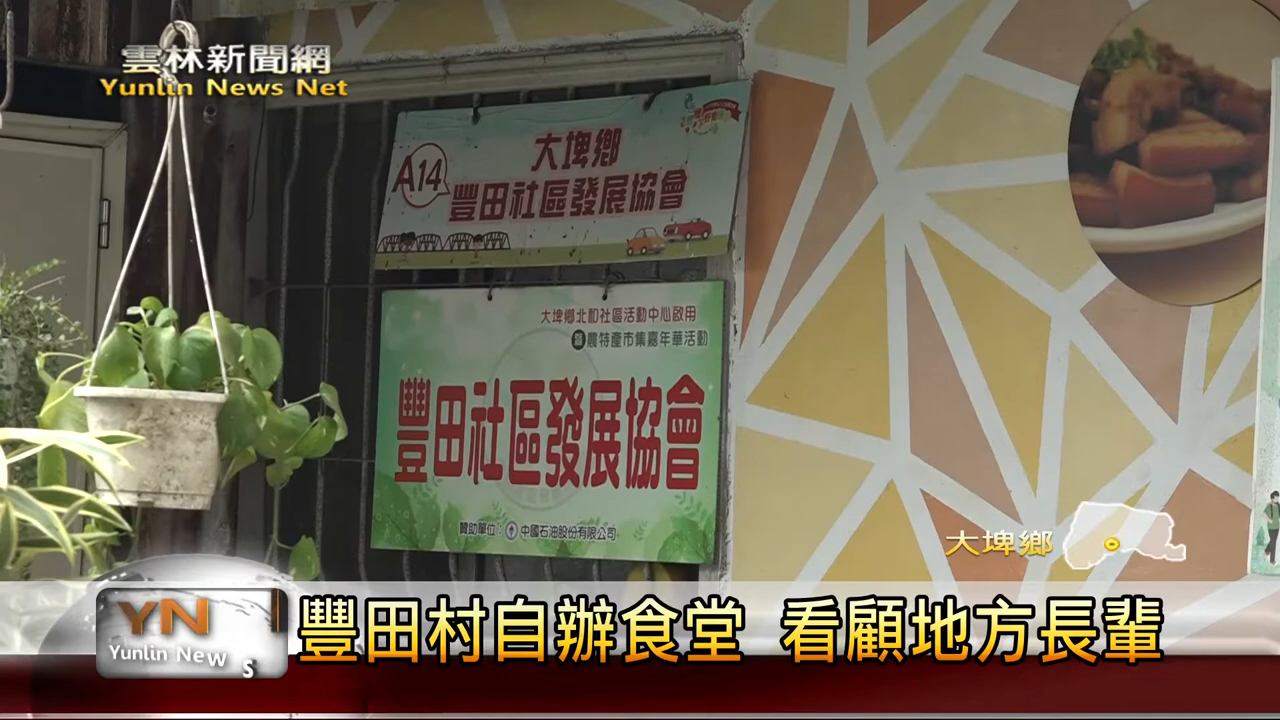 雲林新聞網
Yunlin News Net
A14
大埤鄉
豐田社區發展協會
大埤鄉北和社區活動中心啟用
暨農特產市集嘉年華活動
豐田社區發展協會
贊助單位：中國石油股份有限公司
大埤鄉
YN
Yunlin News
豐田村自辦食堂 看顧地方長輩